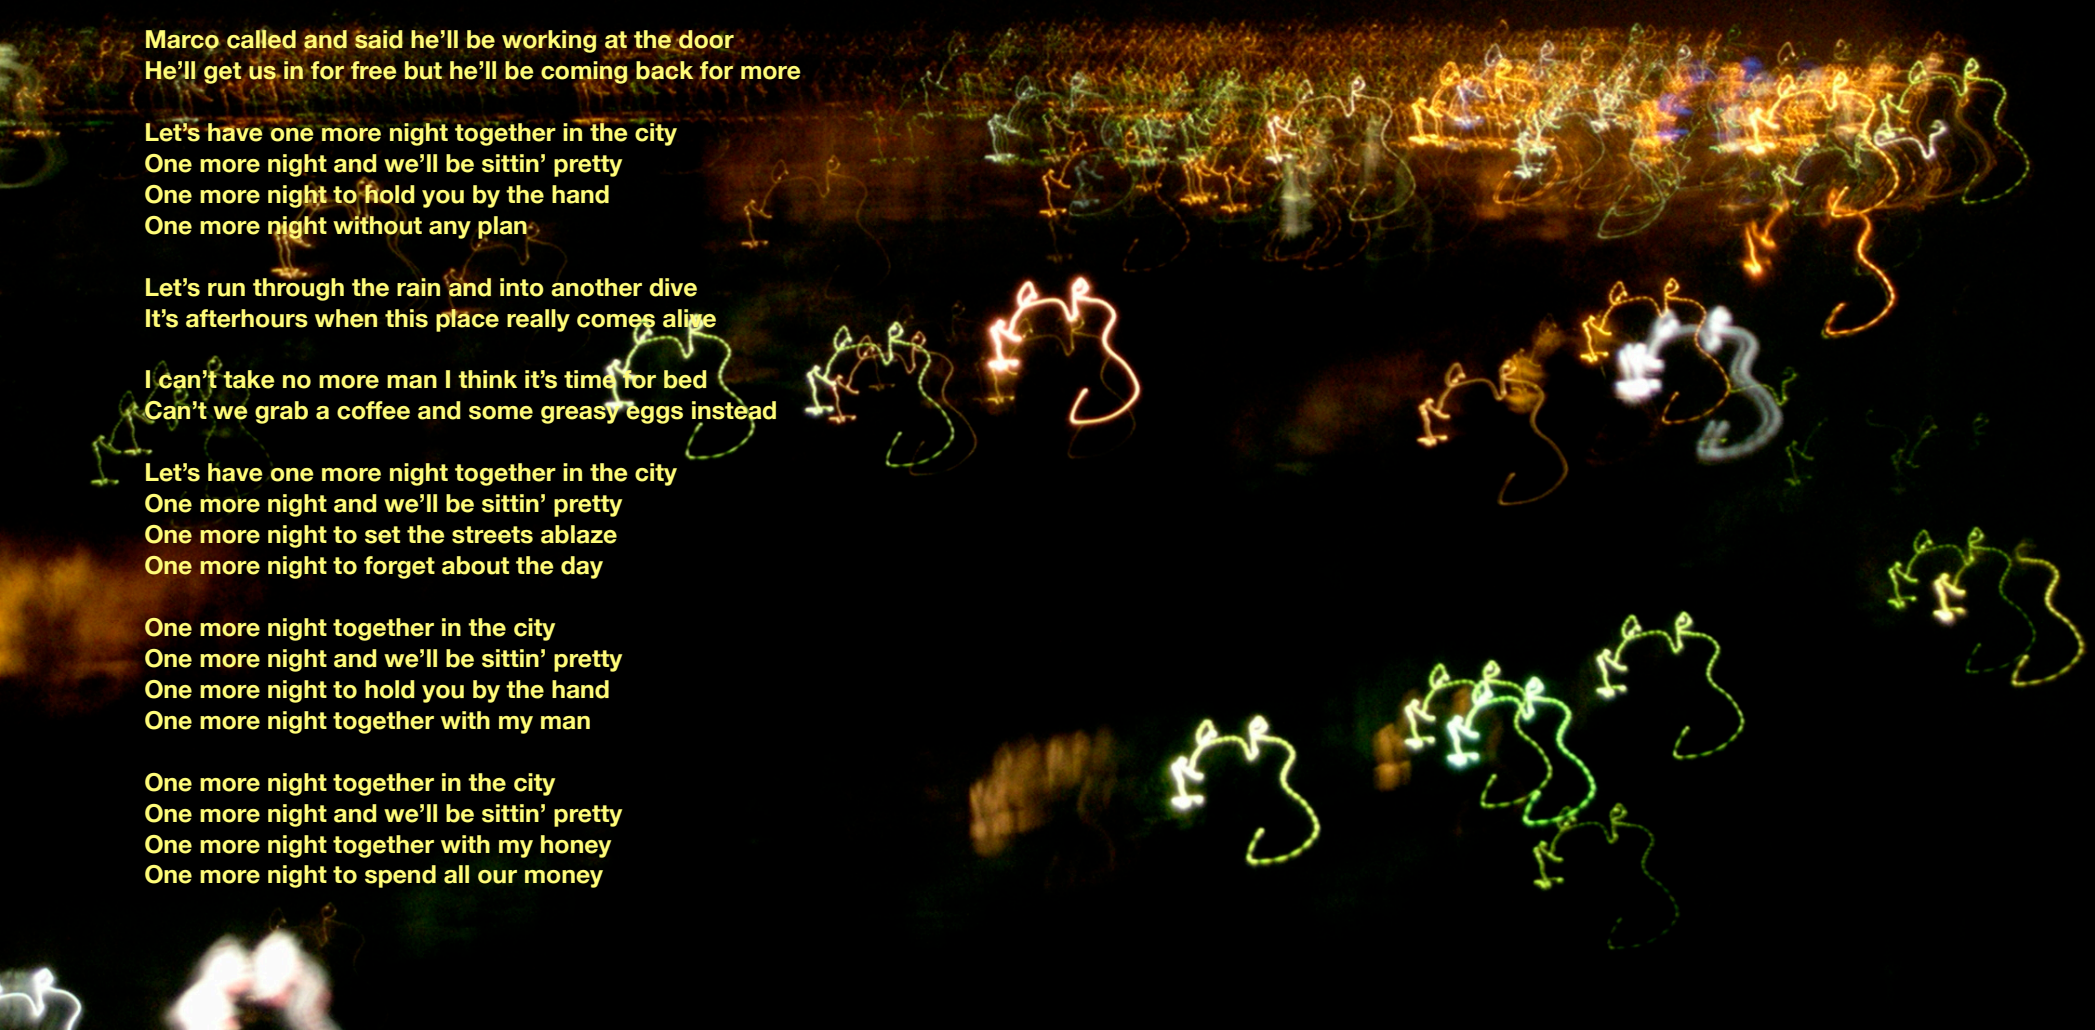 Marco called and said he’ll be working at the door
He’ll get us in for free but he’ll be coming back for more
Let’s have one more night together in the city
One more night and we’ll be sittin’ pretty
One more night to hold you by the hand
One more night without any plan
Let’s run through the rain and into another dive
It’s afterhours when this place really comes alive
I can’t take no more man I think it’s time for bed
Can’t we grab a coffee and some greasy eggs instead
Let’s have one more night together in the city
One more night and we’ll be sittin’ pretty
One more night to set the streets ablaze
One more night to forget about the day
One more night together in the city
One more night and we’ll be sittin’ pretty
One more night to hold you by the hand
One more night together with my man
One more night together in the city
One more night and we’ll be sittin’ pretty
One more night together with my honey
One more night to spend all our money